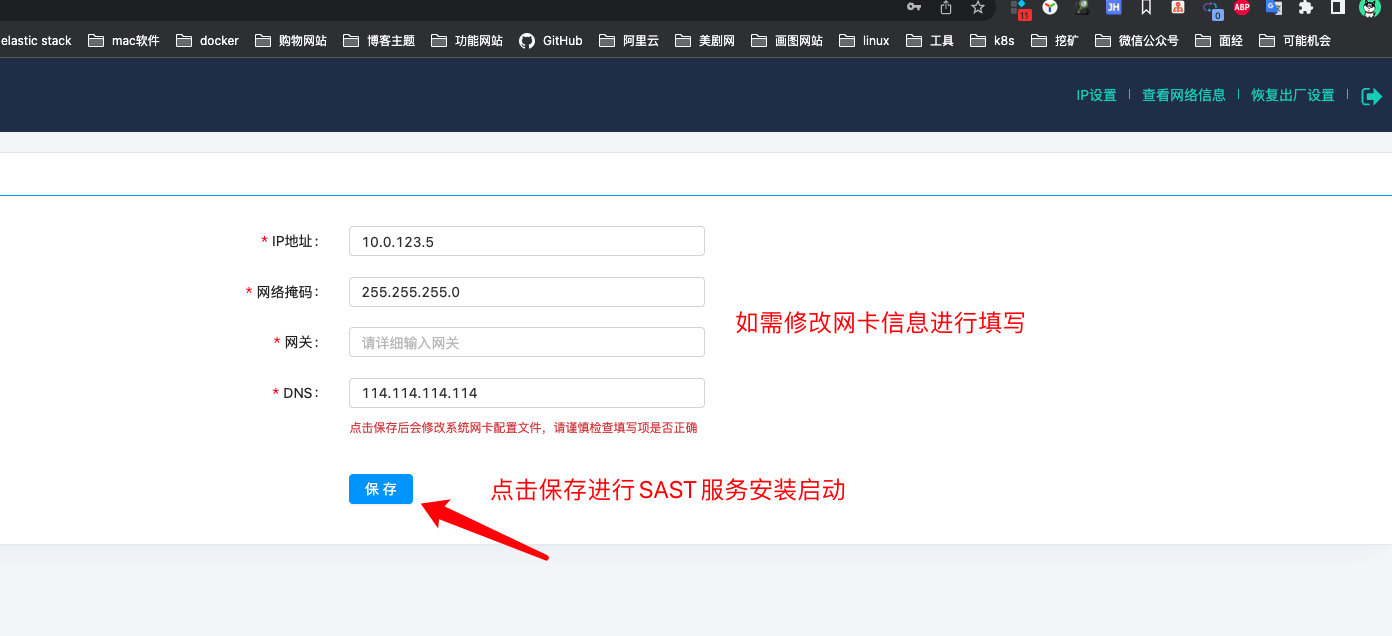 11 JH 0 ABP G
elastic stack mac软件 docker 购物网站 博客主题 功能网站 GitHub 阿里云 美剧网 画图网站 linux 工具 k8s 挖矿 微信公众号 面经 可能机会
IP设置 查看网络信息 恢复出厂设置
* IP地址: 10.0.123.5
* 网络掩码: 255.255.255.0
如需修改网卡信息进行填写
* 网关: 请详细输入网关
* DNS: 114.114.114.114
点击保存后会修改系统网卡配置文件，请谨慎检查填写项是否正确
保 存
点击保存进行SAST服务安装启动